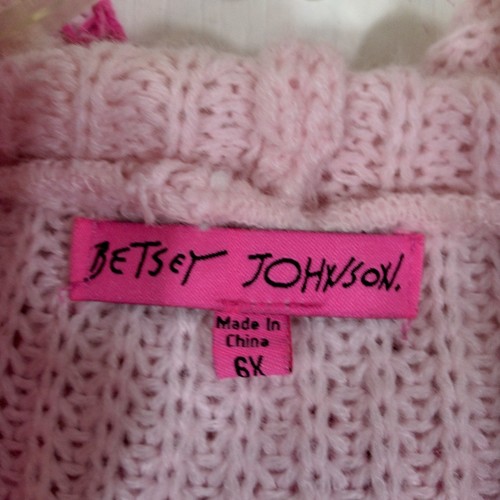 BETSEY JOHNSON.
Made In
China
6X